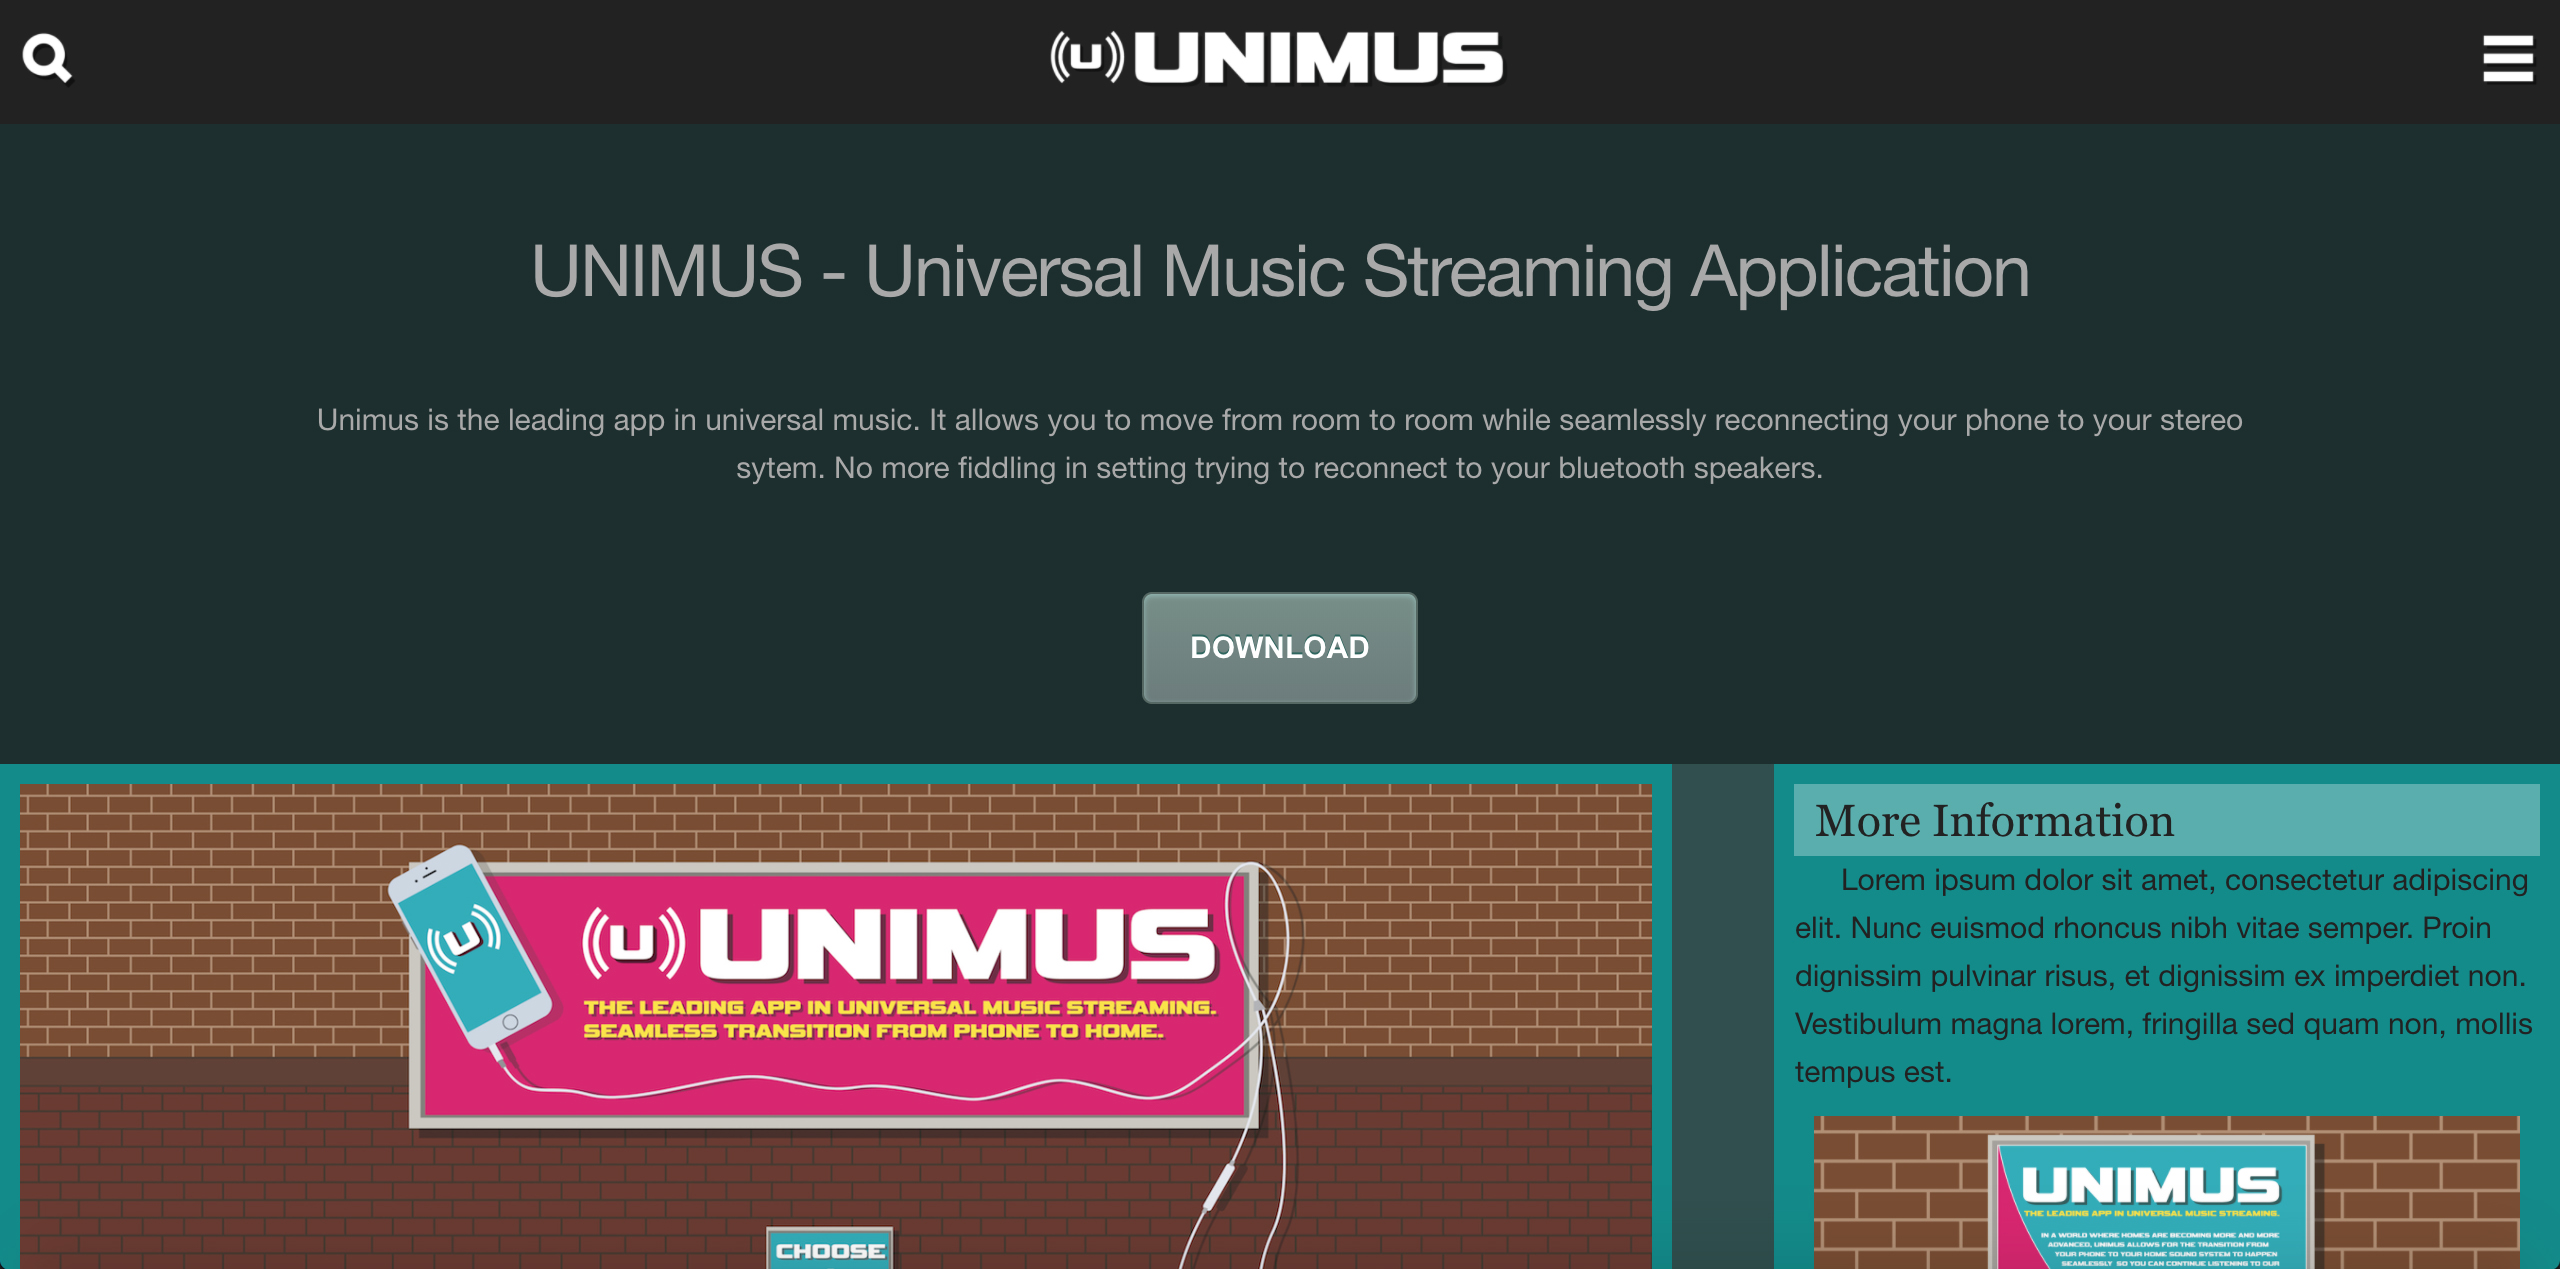 (U) UNIMUS
UNIMUS - Universal Music Streaming Application
Unimus is the leading app in universal music. It allows you to move from room to room while seamlessly reconnecting your phone to your stereo
sytem. No more fiddling in setting trying to reconnect to your bluetooth speakers.
DOWNLOAD
U
(U) UNIMUS
THE LEADING APP IN UNIVERSAL MUSIC STREAMING.
SEAMLESS TRANSITION FROM PHONE TO HOME.
CHOOSE
More Information
Lorem ipsum dolor sit amet, consectetur adipiscing
elit. Nunc euismod rhoncus nibh vitae semper. Proin
dignissim pulvinar risus, et dignissim ex imperdiet non.
Vestibulum magna lorem, fringilla sed quam non, mollis
tempus est.
UNIMUS
THE LEADING APP IN UNIVERSAL MUSIC STREAMING.
IN A WORLD WHERE HOMES ARE BECOMING MORE AND MORE
ADVANCED, UNIMUS ALLOWS FOR THE TRANSITION FROM
YOUR PHONE TO YOUR HOME SOUND SYSTEM TO HAPPEN
SEAMLESSLY SO YOU CAN CONTINUE LISTENING TO OUR